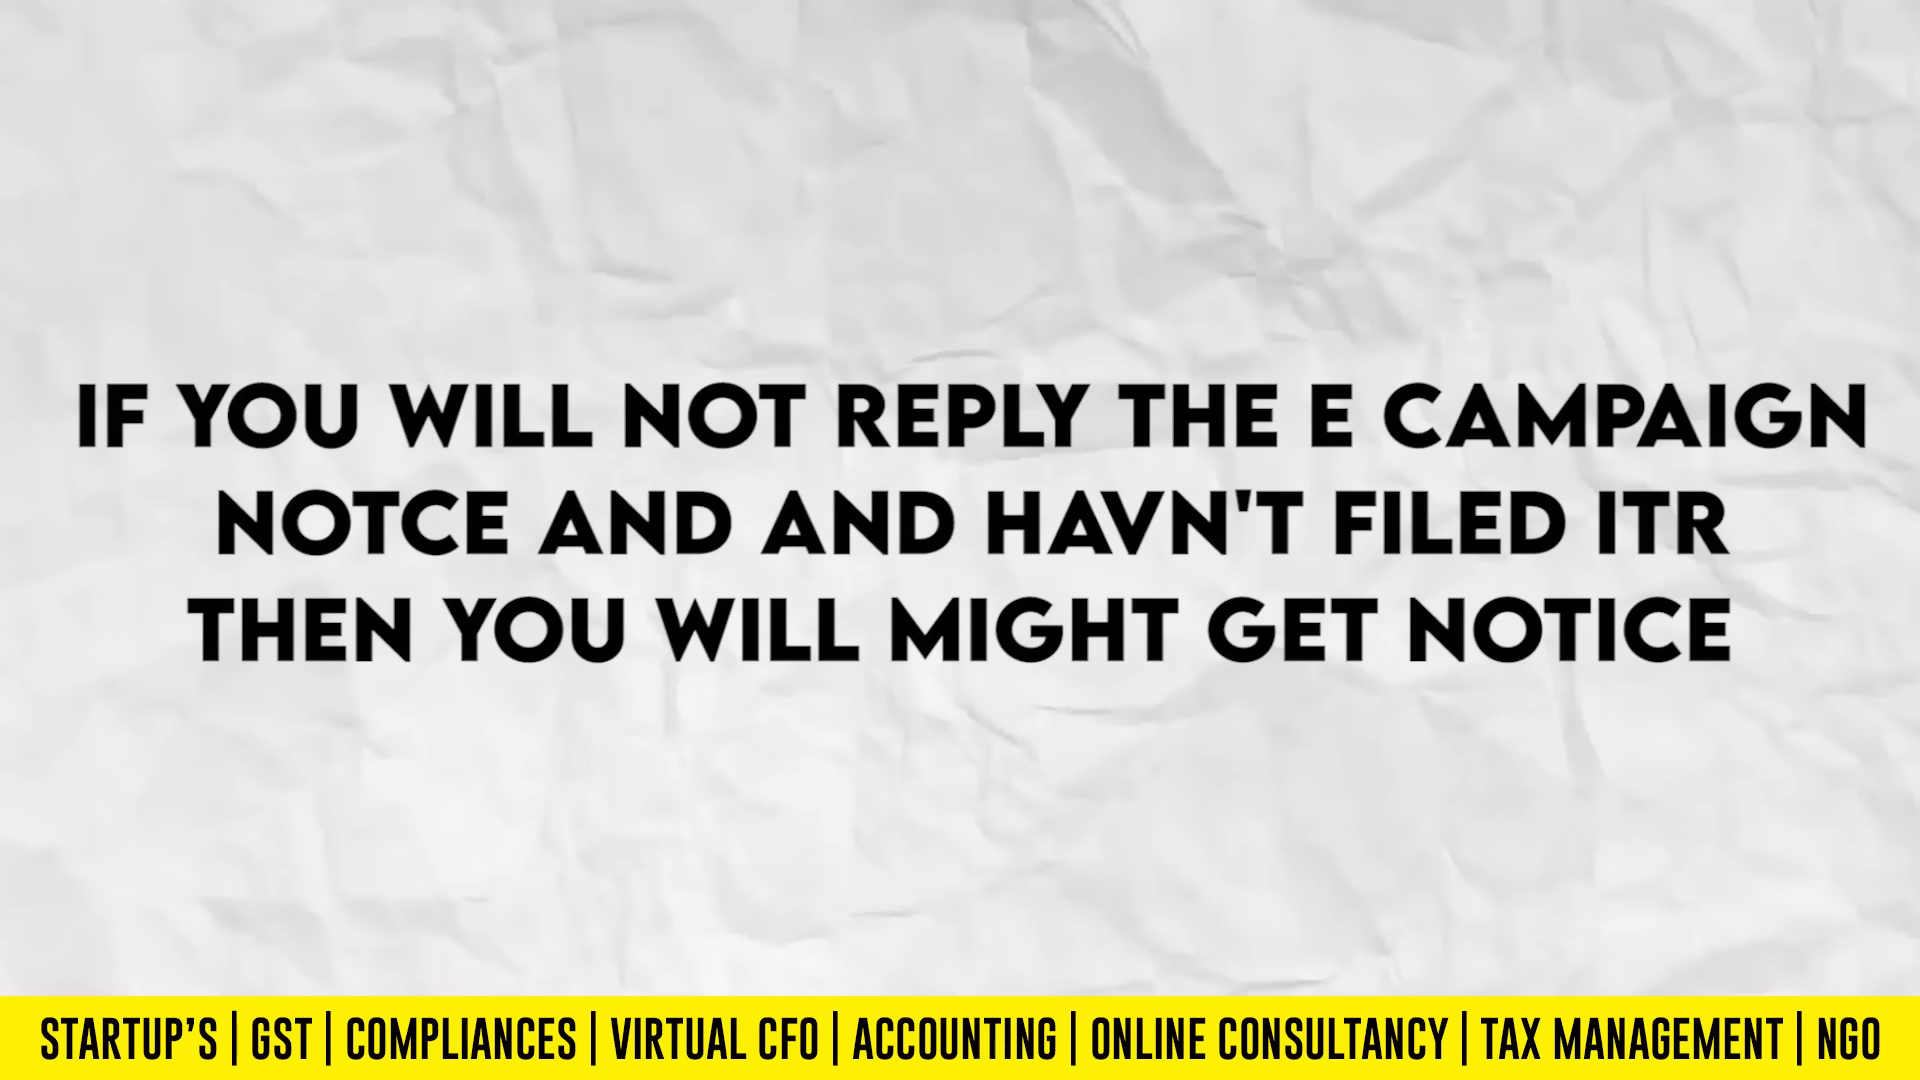 IF YOU WILL NOT REPLY THE E CAMPAIGN
NOTCE AND AND HAVN'T FILED ITR
THEN YOU WILL MIGHT GET NOTICE
STARTUP’S | GST | COMPLIANCES | VIRTUAL CFO | ACCOUNTING | ONLINE CONSULTANCY | TAX MANAGEMENT | NGO